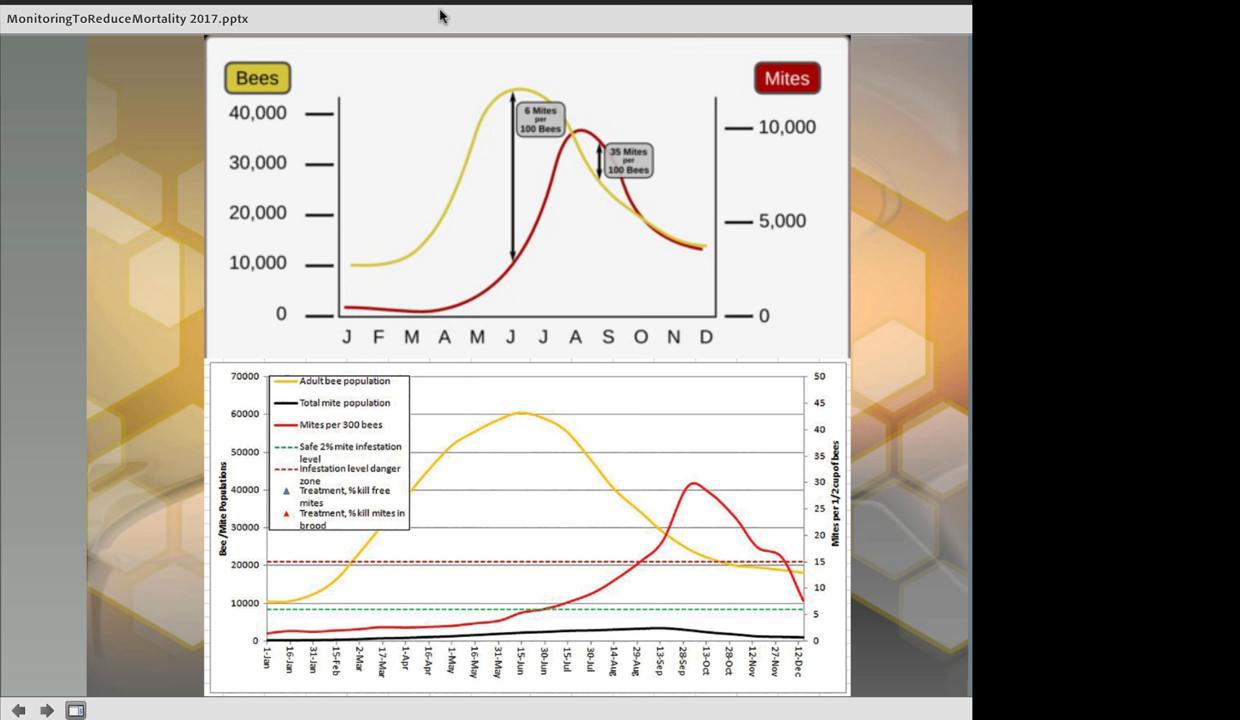 MonitoringToReduceMortality 2017.pptx
Bees
Mites
40,000
30,000
20,000
10,000
0
6 Mites
per
100 Bees
35 Mites
per
100 Bees
10,000
5,000
0
J F M A M J J A S O N D
Bee /Mite Populations
70000
60000
50000
40000
30000
20000
10000
0
Adult bee population
Total mite population
Mites per 300 bees
Safe 2% mite infestation
level
Infestation level danger
zone
Treatment, % kill free
mites
Treatment, % kill mites in
brood
50
45
40
35
30
25
20
15
10
5
0
Mites per 1/2 cup of bees
1-Jan
16-Jan
31-Jan
15-Feb
2-Mar
17-Mar
1-Apr
16-Apr
1-May
16-May
31-May
15-Jun
30-Jun
15-Jul
30-Jul
14-Aug
29-Aug
13-Sep
28-Sep
13-Oct
28-Oct
12-Nov
27-Nov
12-Dec